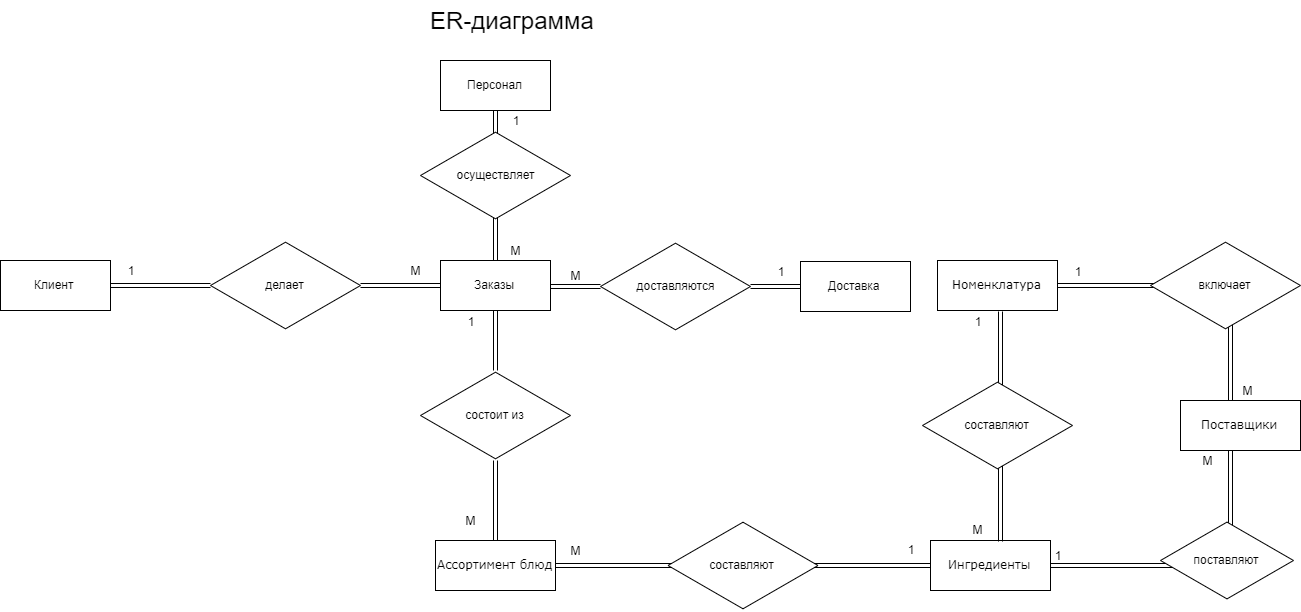 ER-диаграмма
Персонал
1
осуществляет
М
Клиент
1
делает
М
Заказы
М
доставляются
1
Доставка
Номенклатура
1
включает
1
1
состоит из
составляют
М
Поставщики
М
М
М
Ассортимент блюд
М
составляют
1
Ингредиенты
1
поставляют